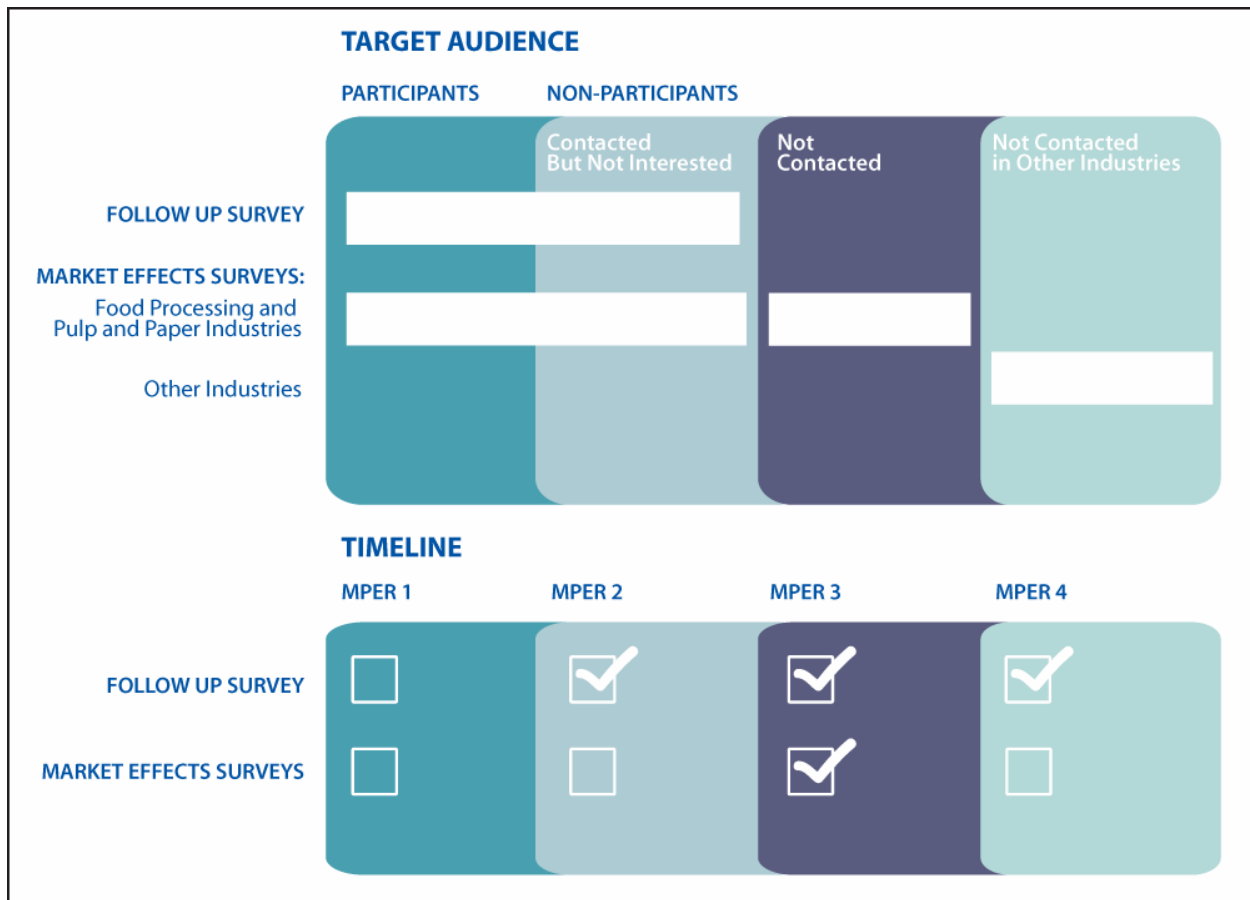 TARGET AUDIENCE
PARTICIPANTS
NON-PARTICIPANTS
Contacted
But Not Interested
Not
Contacted
Not Contacted
in Other Industries
FOLLOW UP SURVEY
MARKET EFFECTS SURVEYS:
Food Processing and
Pulp and Paper Industries
Other Industries
TIMELINE
MPER 1
MPER 2
MPER 3
MPER 4
FOLLOW UP SURVEY
MARKET EFFECTS SURVEYS